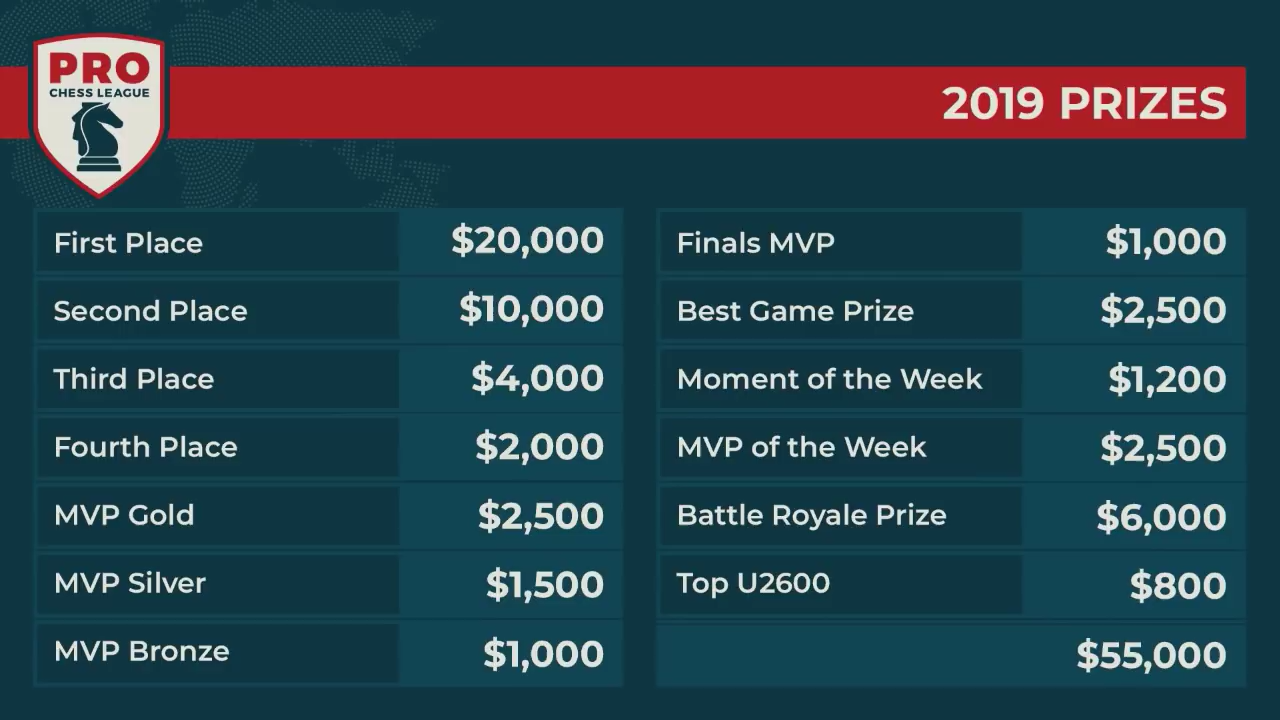 PRO
CHESS LEAGUE
2019 PRIZES
First Place $20,000
Second Place $10,000
Third Place $4,000
Fourth Place $2,000
MVP Gold $2,500
MVP Silver $1,500
MVP Bronze $1,000
Finals MVP $1,000
Best Game Prize $2,500
Moment of the Week $1,200
MVP of the Week $2,500
Battle Royale Prize $6,000
Top U2600 $800
$55,000